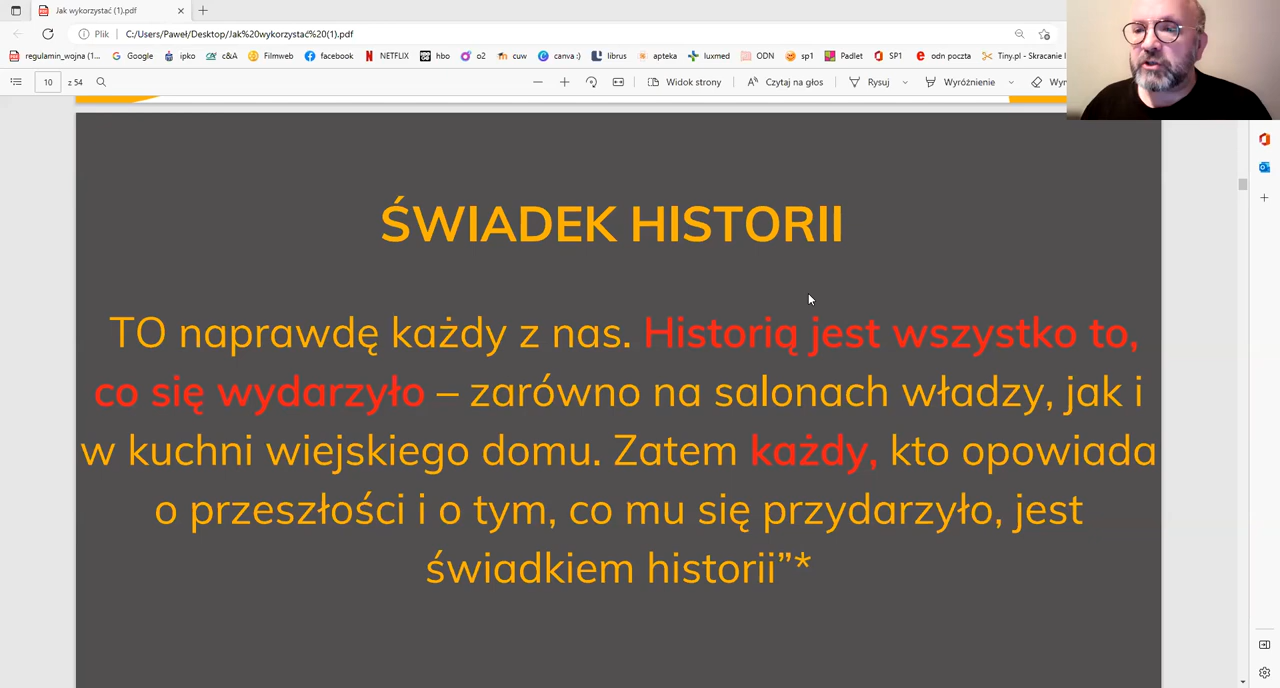 Jak wykorzystać (1).pdf
Plik C:/Users/Paweł/Desktop/Jak%20wykorzystać%20(1).pdf
regulamin_wojna (1... Google ipko c&A Filmweb facebook NETFLIX hbo o2 cuw canva :) librus apteka luxmed ODN sp1 Padlet SP1 odn poczta Tiny.pl - Skracanie l
10 z 54 Widok strony Czytaj na głos Rysuj Wyróżnienie Wym
ŚWIADEK HISTORII
TO naprawdę każdy z nas. Historią jest wszystko to,
co się wydarzyło – zarówno na salonach władzy, jak i
w kuchni wiejskiego domu. Zatem każdy, kto opowiada
o przeszłości i o tym, co mu się przydarzyło, jest
świadkiem historii”*